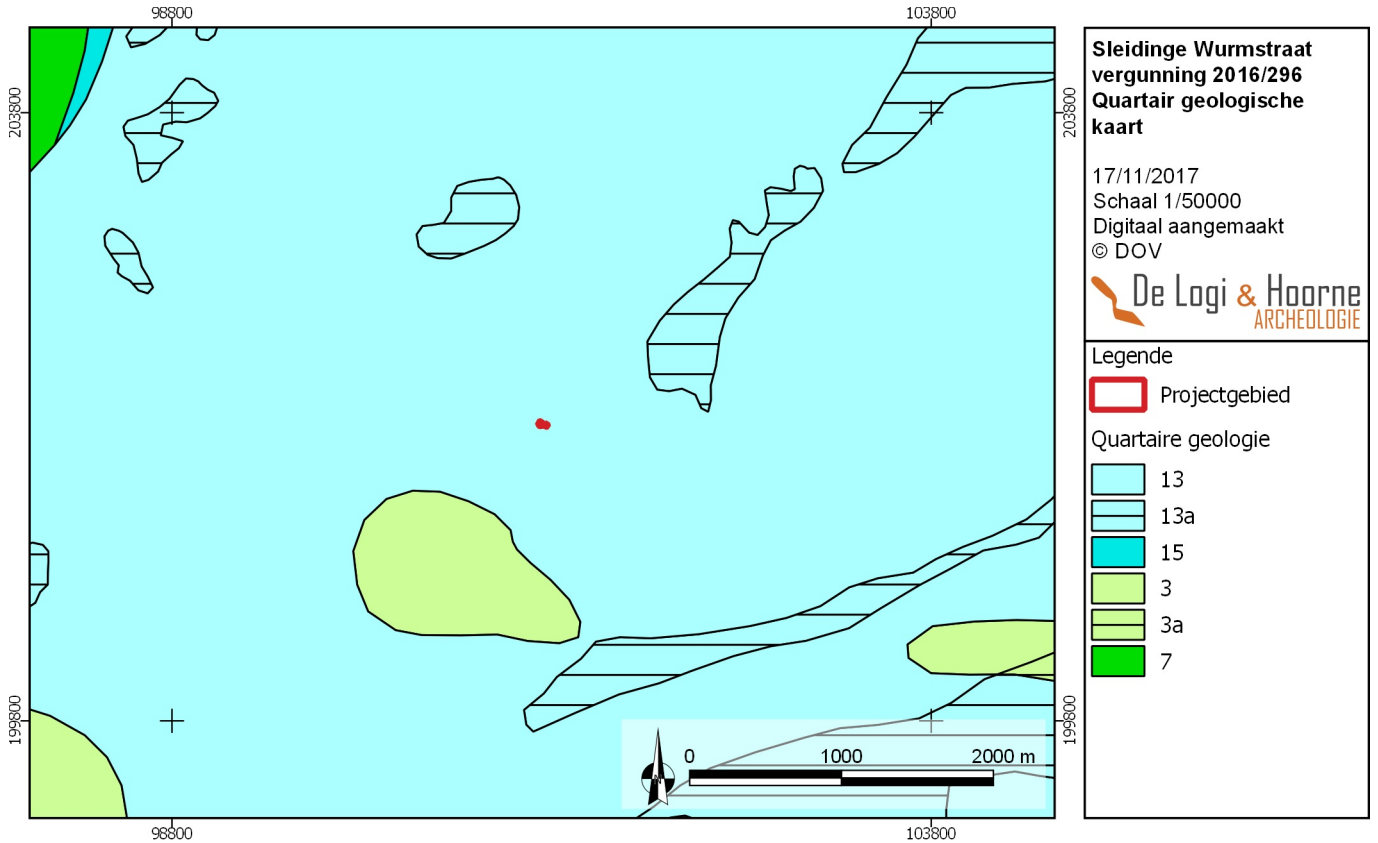 98800
103800
203800
203800
199800
199800
98800
103800
N
0 1000 2000 m
Sleidinge Wurmstraat
vergunning 2016/296
Quartair geologische
kaart
17/11/2017
Schaal 1/50000
Digitaal aangemaakt
© DOV
De Logi & Hoorne
ARCHEOLOGIE
Legende
Projectgebied
Quartaire geologie
13
13a
15
3
3a
7